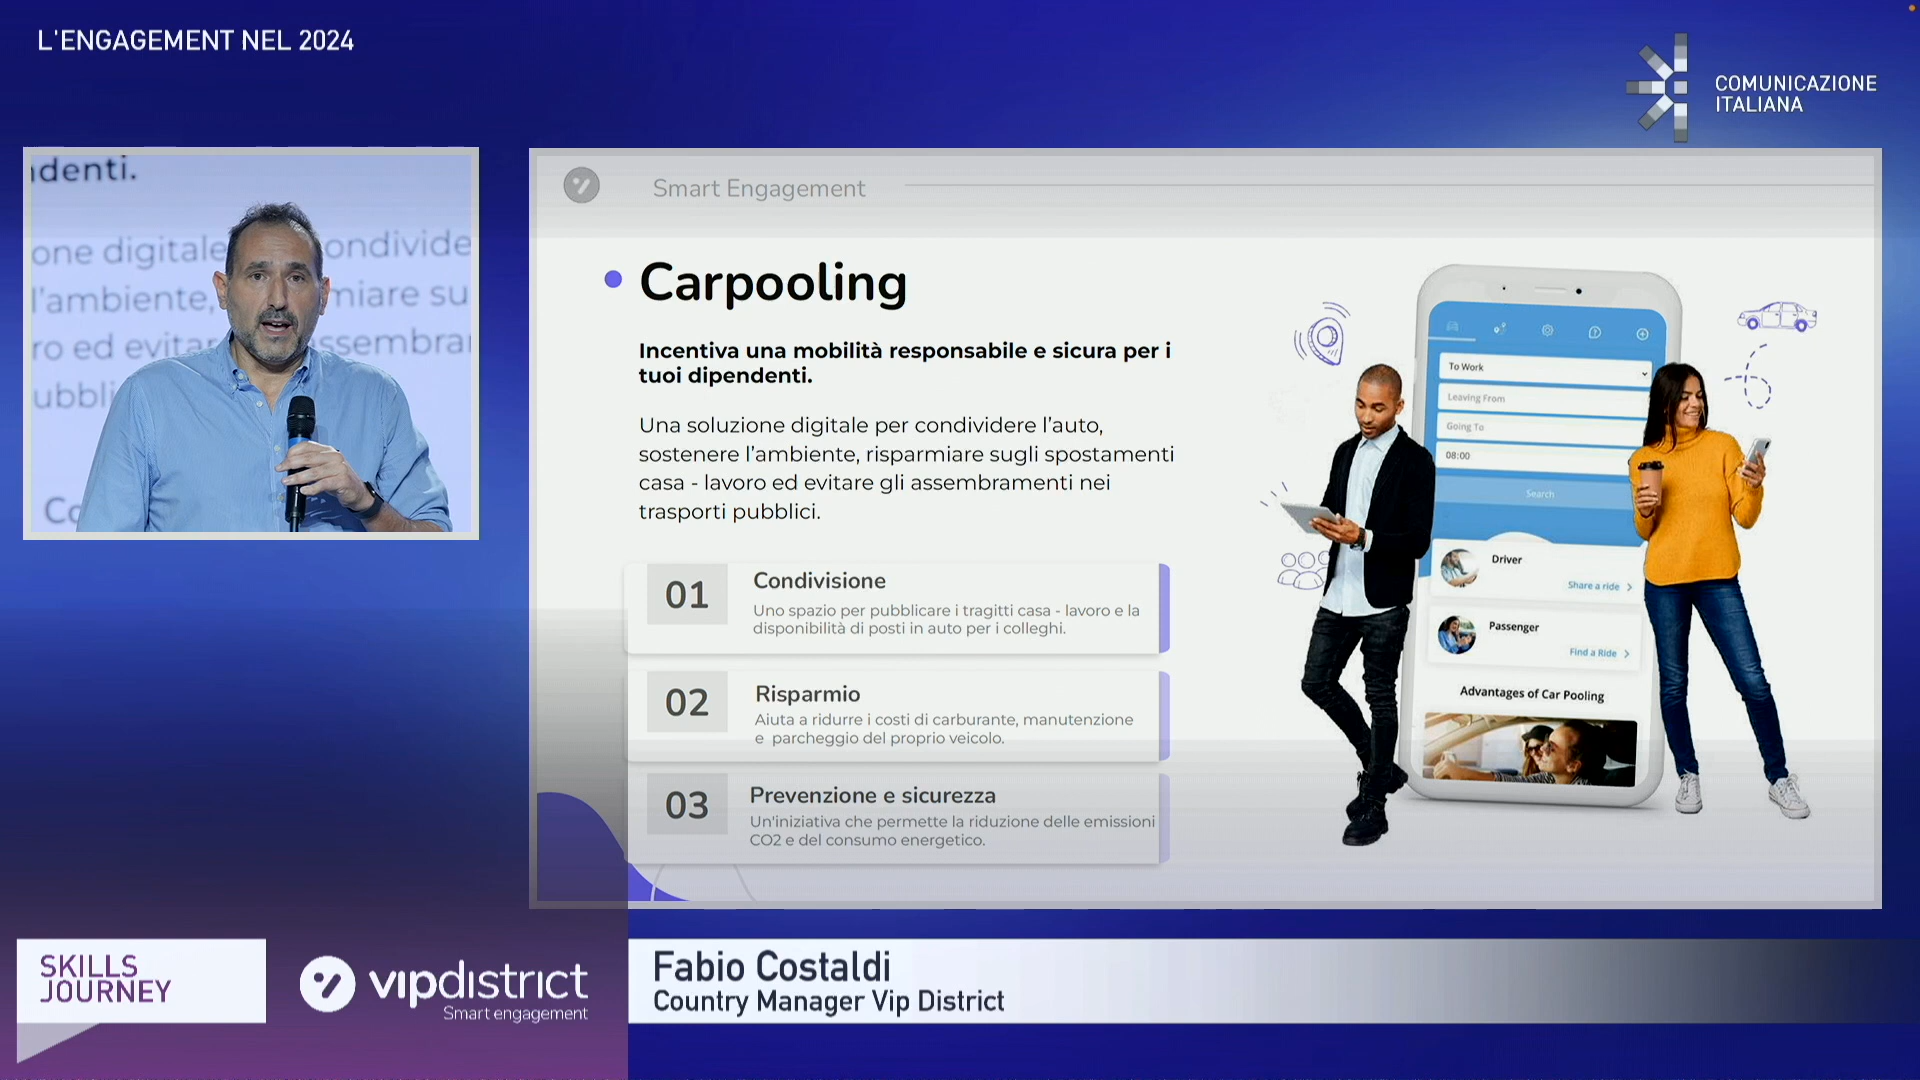 L'ENGAGEMENT NEL 2024
COMUNICAZIONE
ITALIANA
denti.
one digitale
ondivide
l'ambiente,
miare su
ro ed evitar
ssembra
ubbli
Co
Smart Engagement
Carpooling
Incentiva una mobilità responsabile e sicura per i
tuoi dipendenti.
Una soluzione digitale per condividere l'auto,
sostenere l'ambiente, risparmiare sugli spostamenti
casa - lavoro ed evitare gli assembramenti nei
trasporti pubblici.
01
Condivisione
Uno spazio per pubblicare i tragitti casa - lavoro e la
disponibilità di posti in auto per i colleghi.
02
Risparmio
Aiuta a ridurre i costi di carburante, manutenzione
e parcheggio del proprio veicolo.
03
Prevenzione e sicurezza
Un'iniziativa che permette la riduzione delle emissioni
CO2 e del consumo energetico.
To Work
Leaving From
Going To
08:00
Search
Driver
Share a ride
Passenger
Find a Ride
Advantages of Car Pooling
SKILLS
JOURNEY
vipdistrict
Smart engagement
Fabio Costaldi
Country Manager Vip District